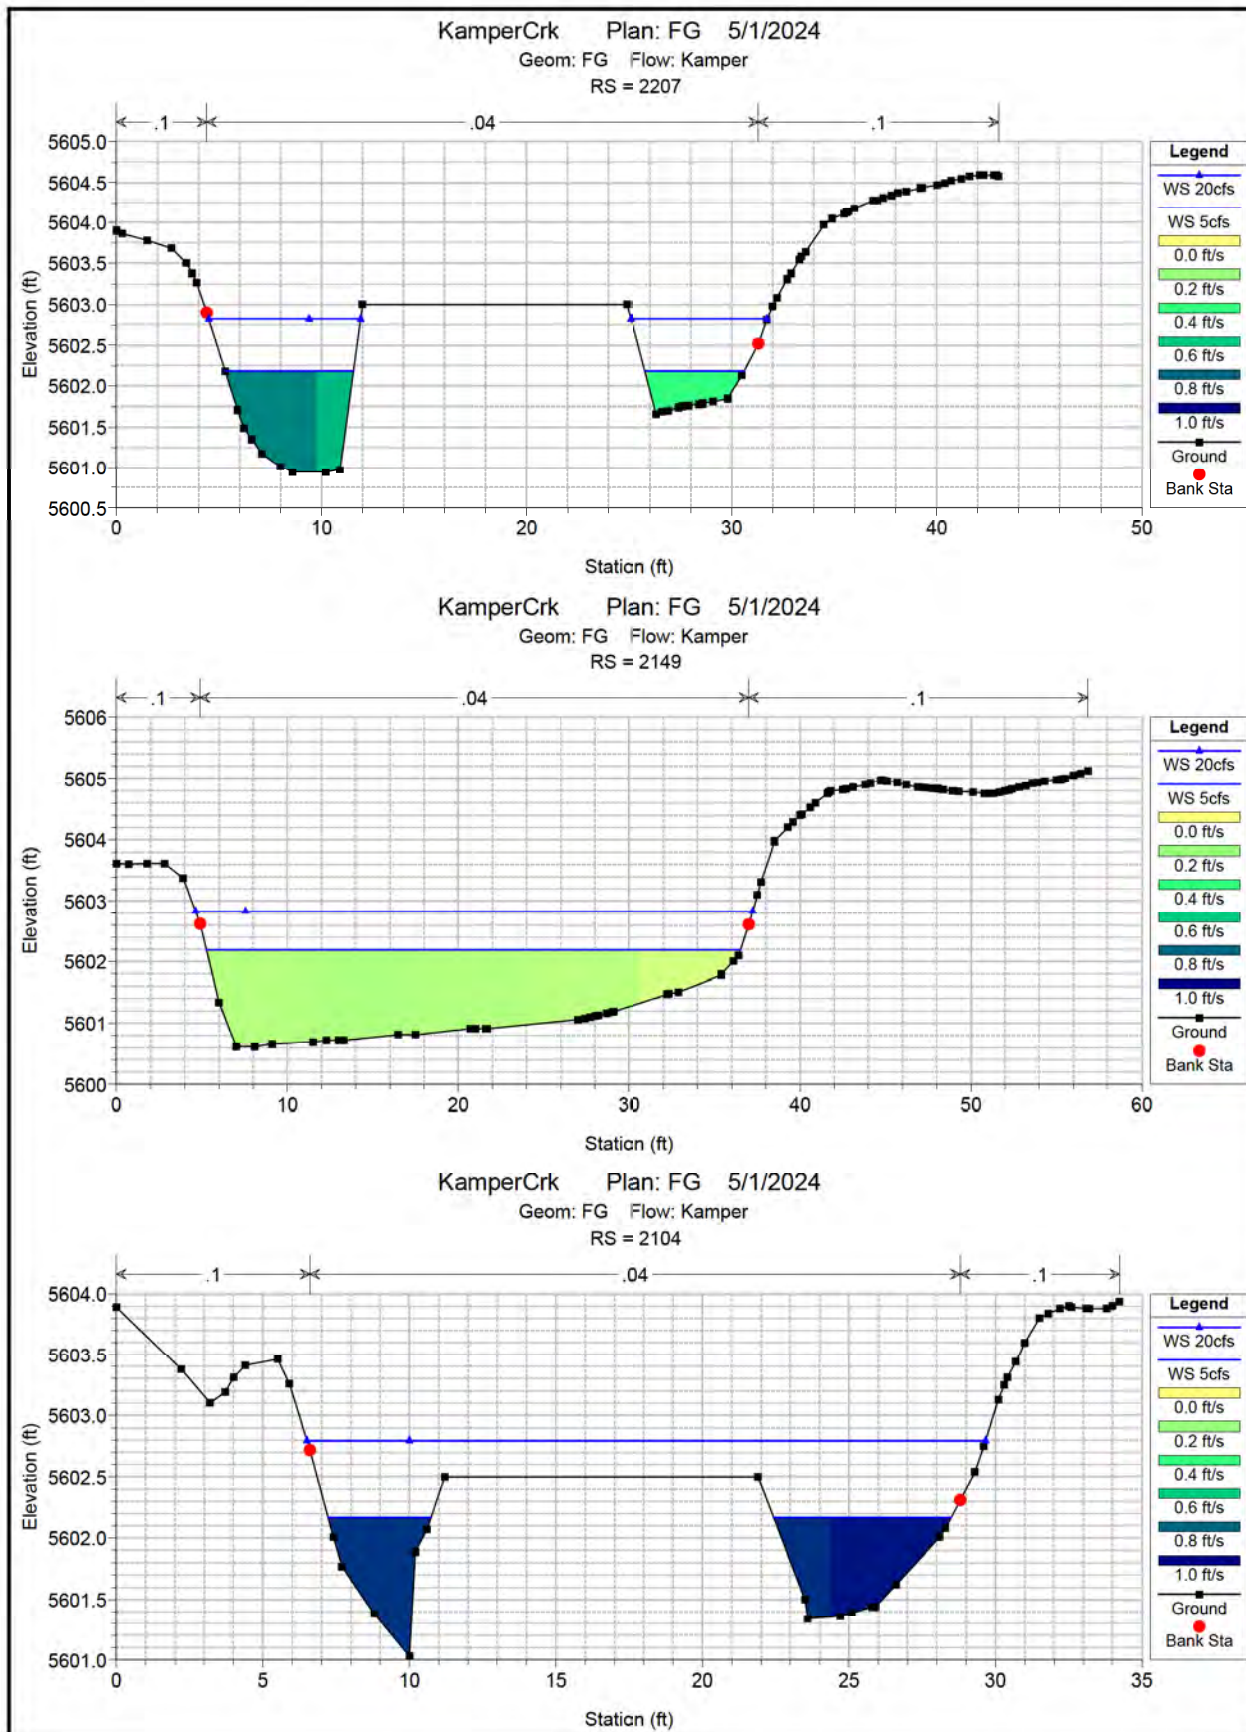 KamperCrk Plan: FG 5/1/2024
Geom: FG Flow: Kamper
RS = 2207
.1 .04 .1
5605.0
5604.5
5604.0
5603.5
5603.0
5602.5
5602.0
5601.5
5601.0
5600.5
Elevation (ft)
0 10 20 30 40 50
Station (ft)
Legend
WS 20cfs
WS 5cfs
0.0 ft/s
0.2 ft/s
0.4 ft/s
0.6 ft/s
0.8 ft/s
1.0 ft/s
Ground
Bank Sta
KamperCrk Plan: FG 5/1/2024
Geom: FG Flow: Kamper
RS = 2149
.1 .04 .1
5606
5605
5604
5603
5602
5601
5600
Elevation (ft)
0 10 20 30 40 50 60
Station (ft)
Legend
WS 20cfs
WS 5cfs
0.0 ft/s
0.2 ft/s
0.4 ft/s
0.6 ft/s
0.8 ft/s
1.0 ft/s
Ground
Bank Sta
KamperCrk Plan: FG 5/1/2024
Geom: FG Flow: Kamper
RS = 2104
.1 .04 .1
5604.0
5603.5
5603.0
5602.5
5602.0
5601.5
5601.0
Elevation (ft)
0 5 10 15 20 25 30 35
Station (ft)
Legend
WS 20cfs
WS 5cfs
0.0 ft/s
0.2 ft/s
0.4 ft/s
0.6 ft/s
0.8 ft/s
1.0 ft/s
Ground
Bank Sta